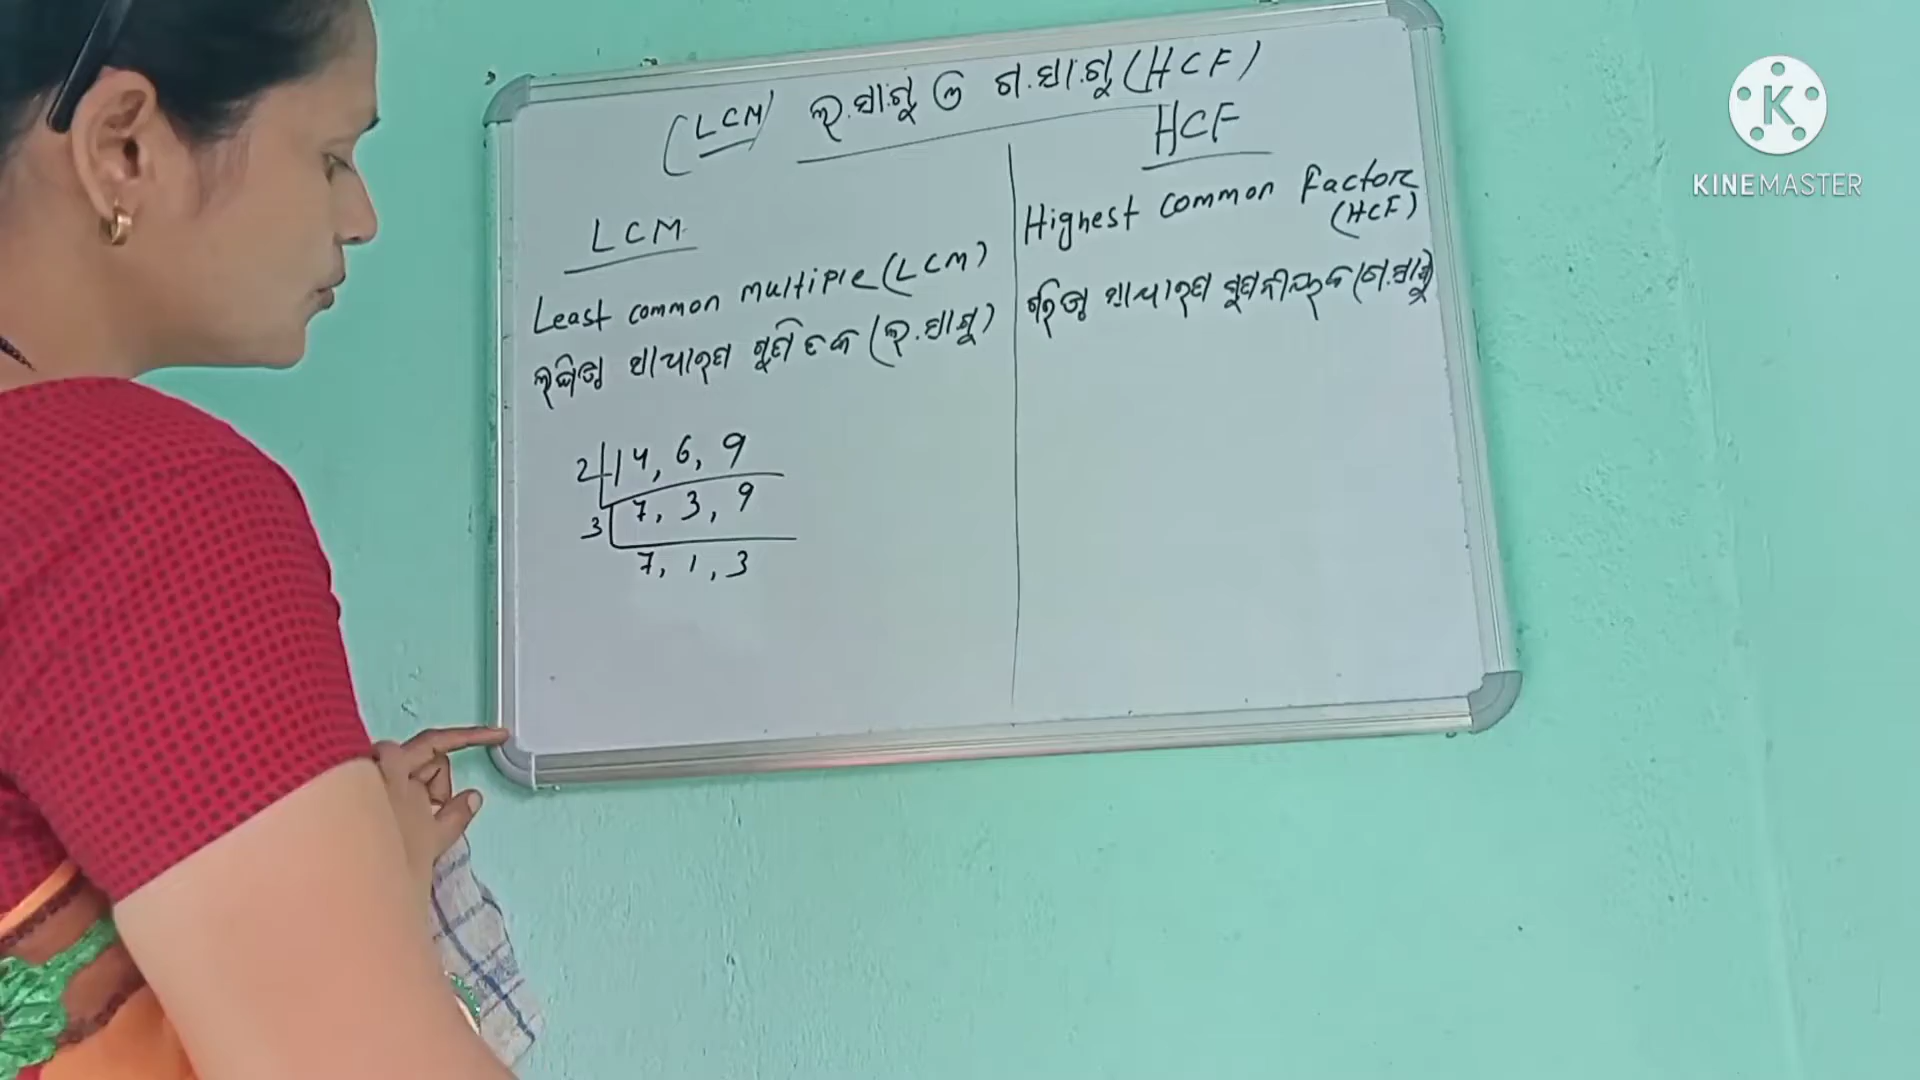 (LCM) ଲ.ସା.ଗୁ ଓ ଗ.ସା.ଗୁ (HCF)
LCM
Least common multiple (LCM)
ଲଘିଷ୍ଠ ସାଧାରଣ ଗୁଣିତକ (ଲ.ସା.ଗୁ)
2 14, 6, 9
3 7, 3, 9
7, 1, 3
HCF
Highest common Factor
(HCF)
ଗରିଷ୍ଠ ସାଧାରଣ ଗୁଣନୀୟକ (ଗ.ସା.ଗୁ)
K
KINEMASTER